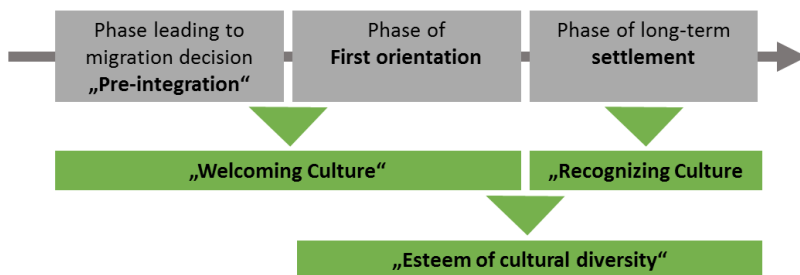 Phase leading to
migration decision
„Pre-integration“
Phase of
First orientation
Phase of long-term
settlement
„Welcoming Culture“
„Recognizing Culture
„Esteem of cultural diversity“